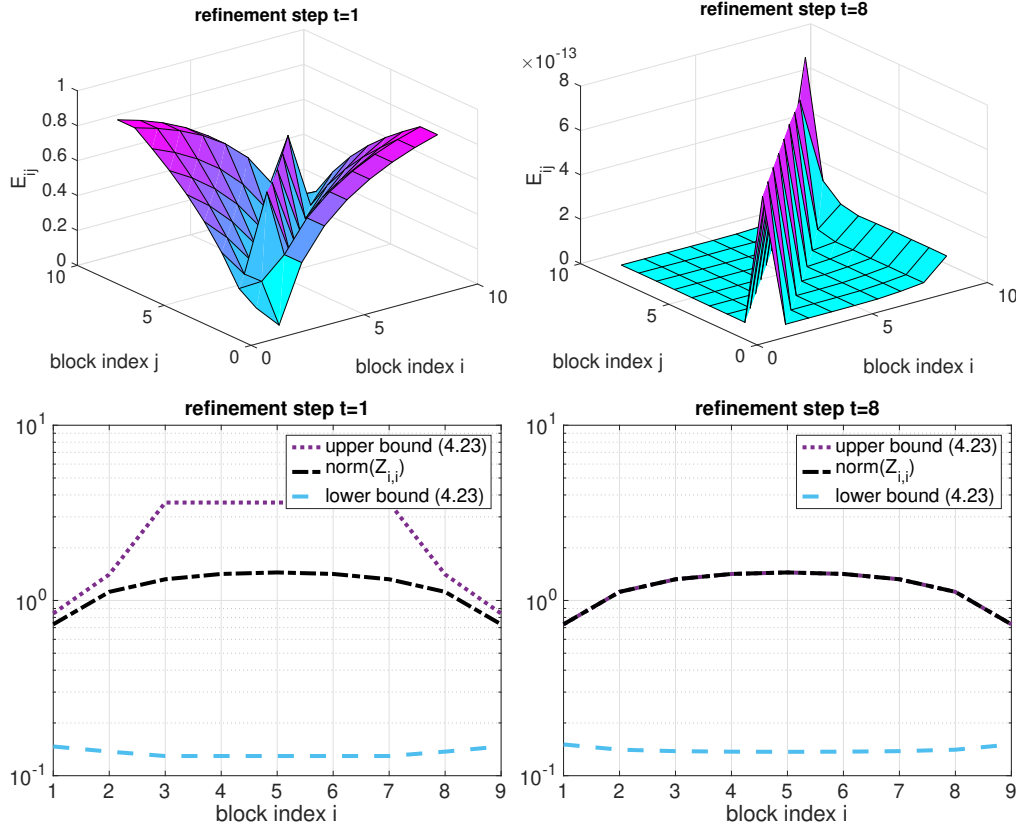 refinement step t=1
E_ij
1
0.8
0.6
0.4
0.2
0
10
5
0
0
5
10
block index j
block index i
refinement step t=8
×10^-13
E_ij
8
6
4
2
0
10
5
0
0
5
10
block index j
block index i
refinement step t=1
10^1
10^0
10^-1
upper bound (4.23)
norm(Z_i,i)
lower bound (4.23)
1 2 3 4 5 6 7 8 9
block index i
refinement step t=8
10^1
10^0
10^-1
upper bound (4.23)
norm(Z_i,i)
lower bound (4.23)
1 2 3 4 5 6 7 8 9
block index i